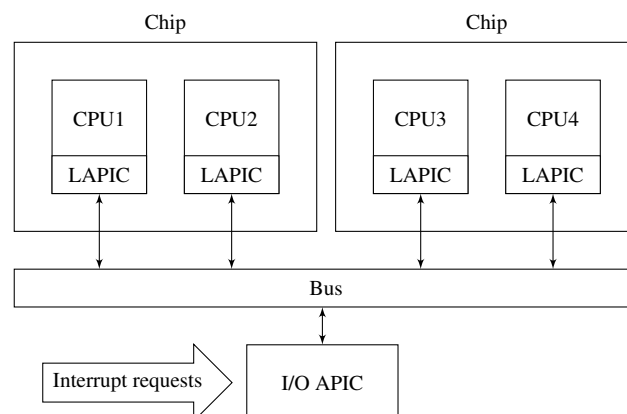 Chip
Chip
CPU1
CPU2
CPU3
CPU4
LAPIC
LAPIC
LAPIC
LAPIC
Bus
Interrupt requests
I/O APIC